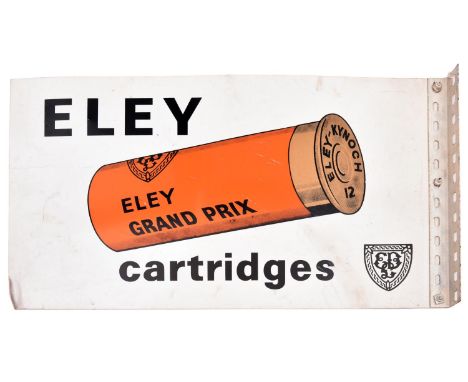 ELEY
ELEY·KYNOCH
12
ELEY
GRAND PRIX
cartridges